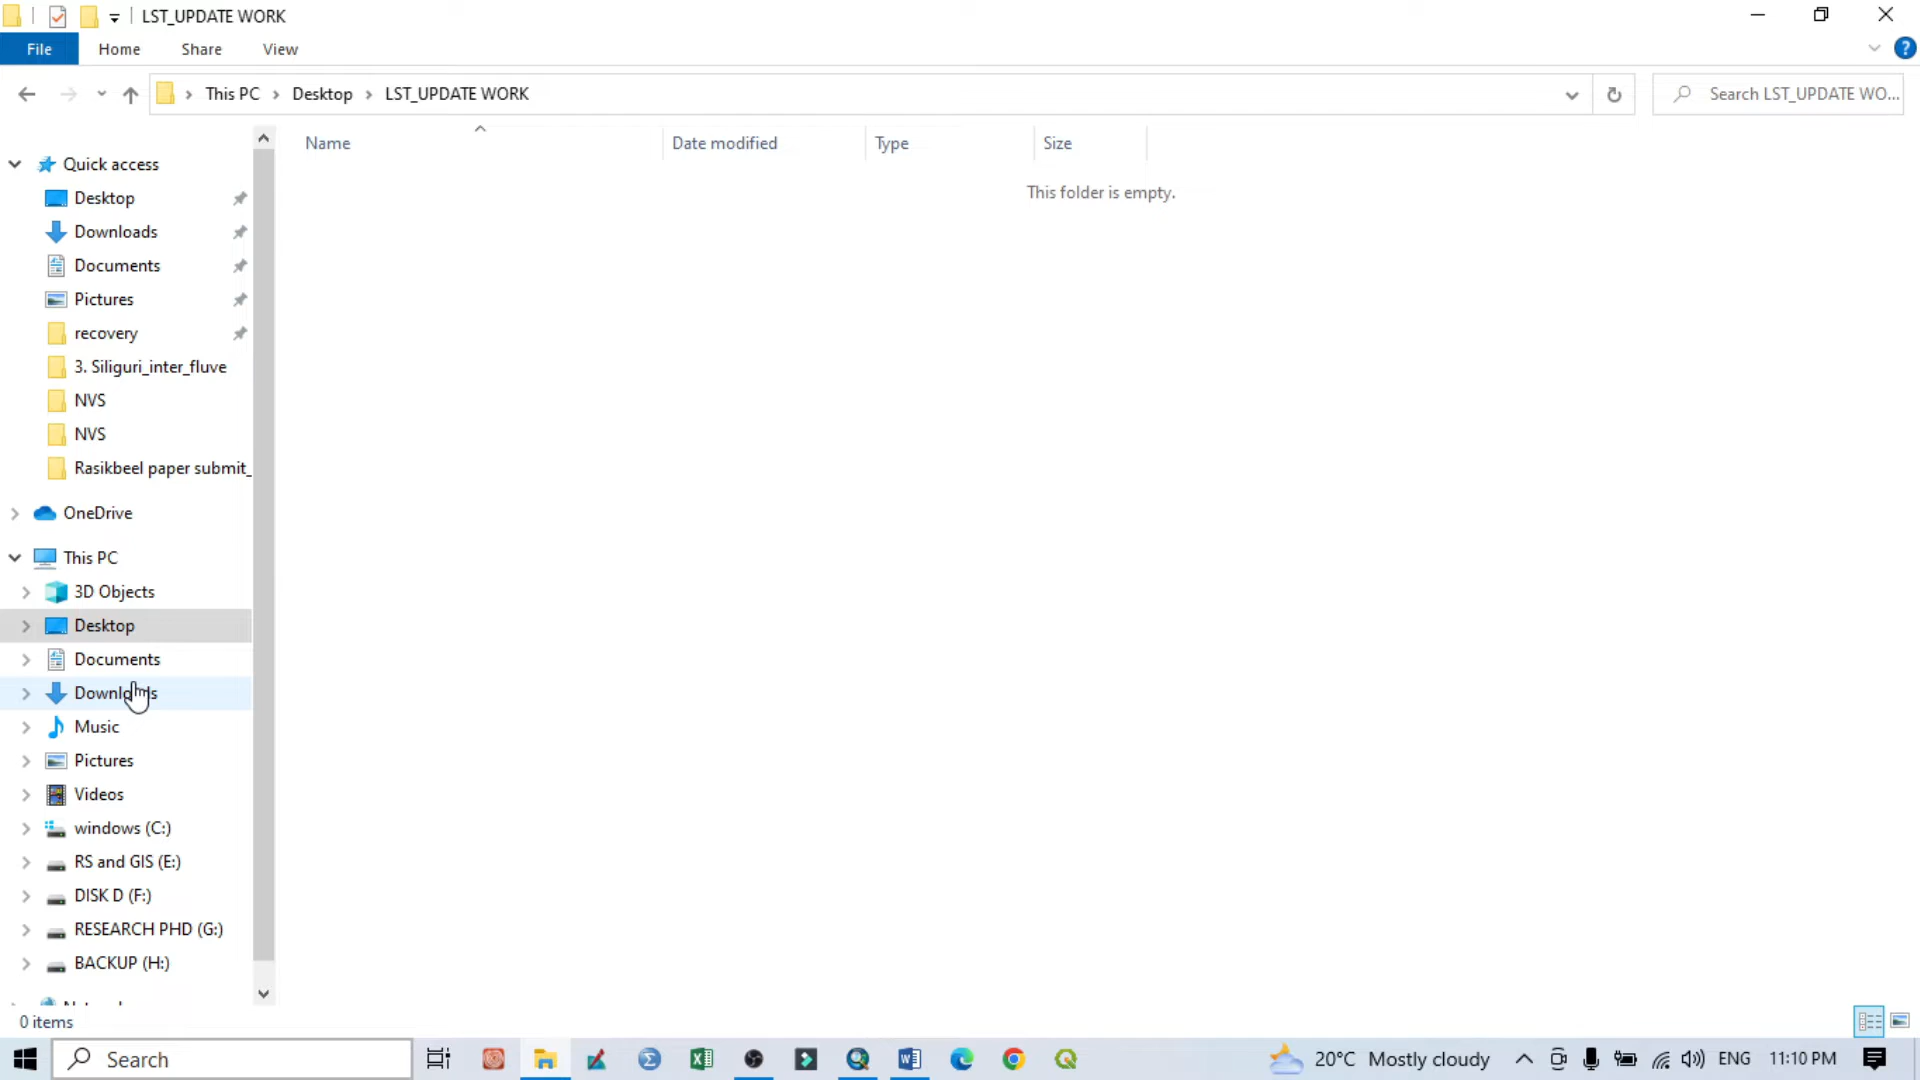 LST_UPDATE WORK
File Home Share View
This PC Desktop LST_UPDATE WORK
Search LST_UPDATE WO...
Name Date modified Type Size
This folder is empty.
Quick access
Desktop
Downloads
Documents
Pictures
recovery
3. Siliguri_inter_fluve
NVS
NVS
Rasikbeel paper submit_
OneDrive
This PC
3D Objects
Desktop
Documents
Downloads
Music
Pictures
Videos
windows (C:)
RS and GIS (E:)
DISK D (F:)
RESEARCH PHD (G:)
BACKUP (H:)
0 items
Search
20°C Mostly cloudy ENG 11:10 PM